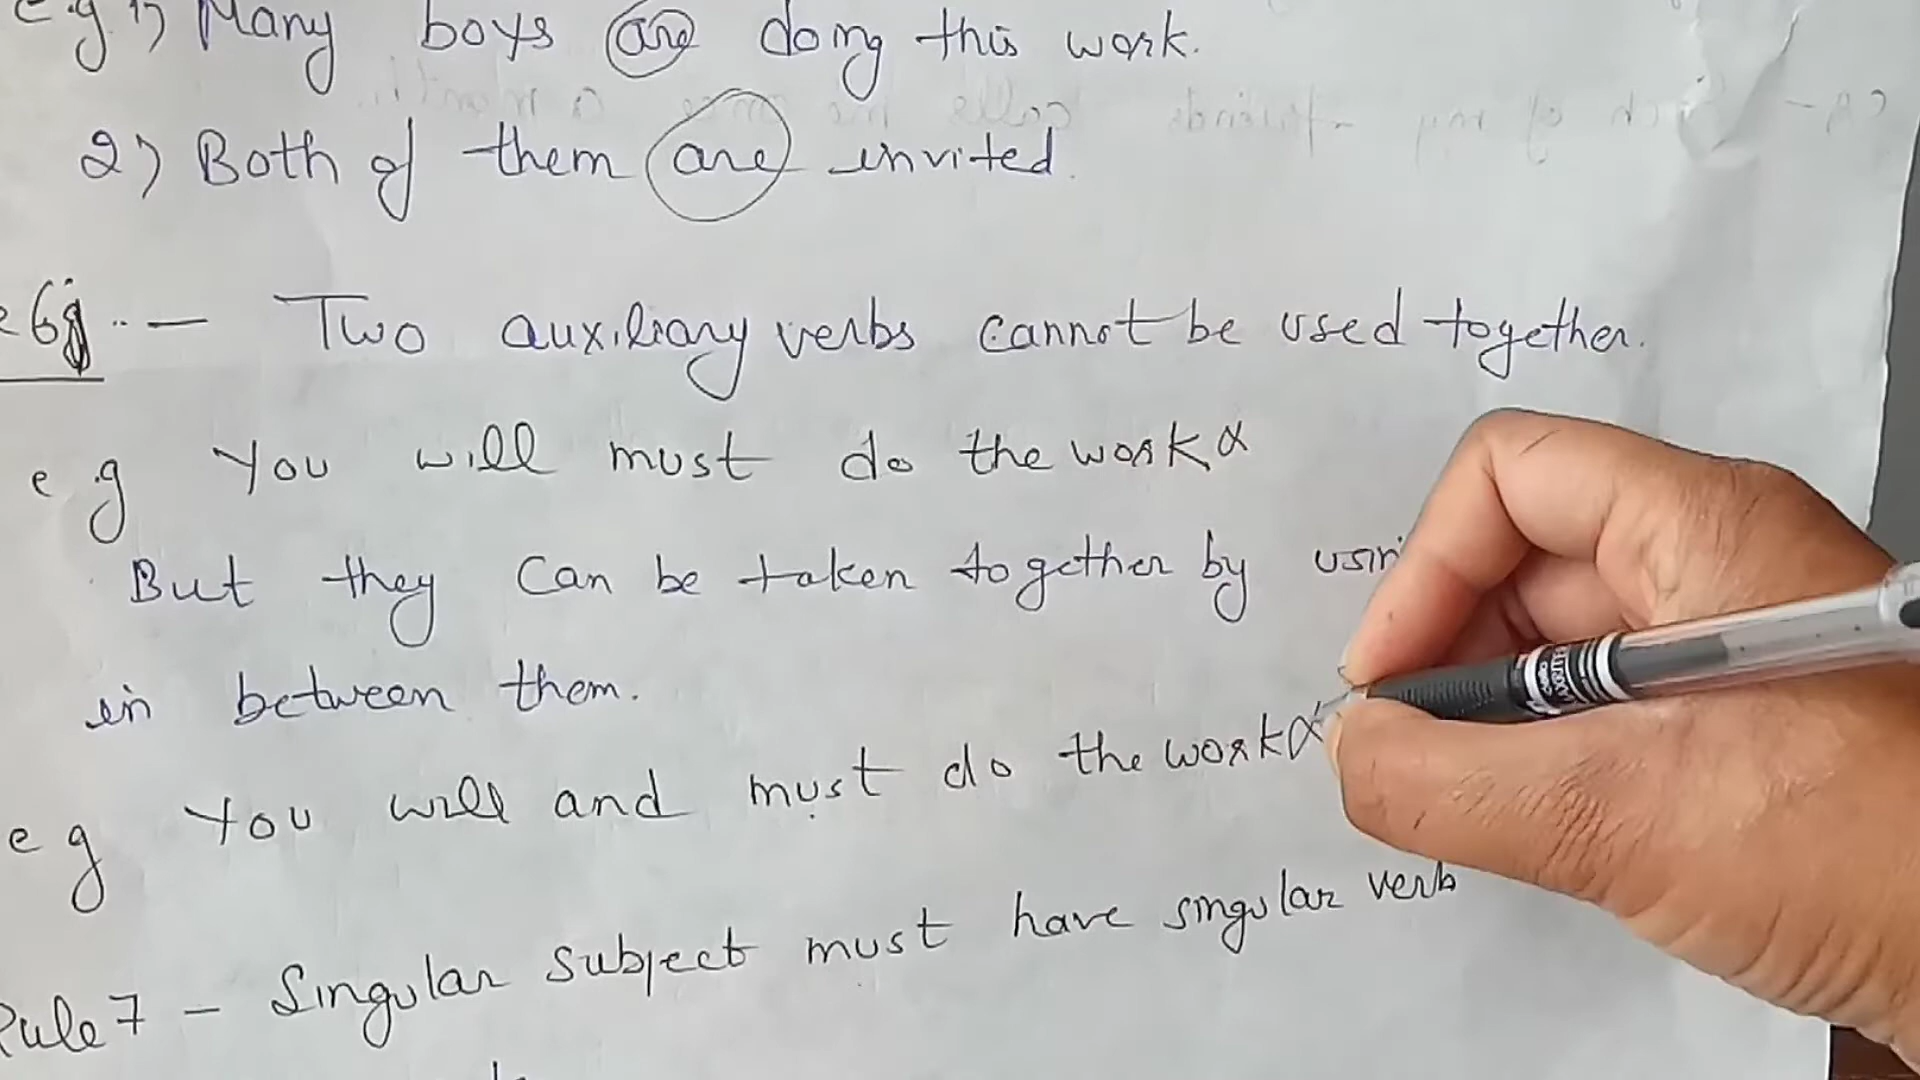 e.g 1) Many boys are doing this work.
2) Both of them are invited.
6 — Two auxiliary verbs cannot be used together.
e g You will must do the work
But they can be taken together by
in between them.
e g You will and must do the work
Rule 7 - Singular subject must have singular verb